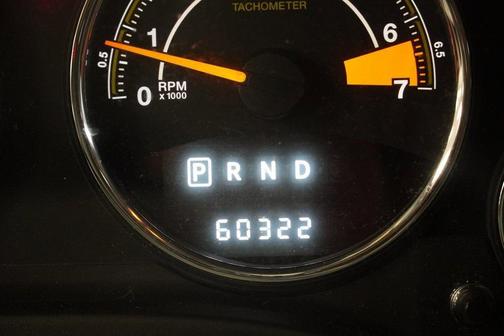 TACHOMETER
0 0.5 1 6 6.5 7
RPM
x 1000
P R N D
60322